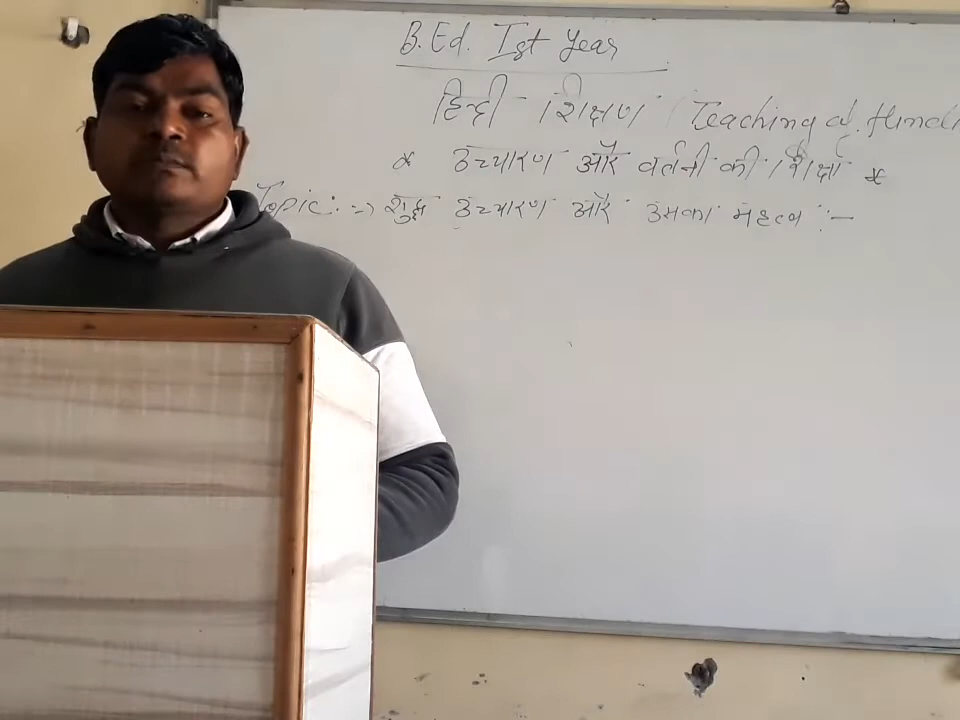 B.Ed. Ist Year
हिन्दी - शिक्षण Teaching of Hindi
* उच्चारण और वर्तनी की शिक्षा *
Topic :⇒ शुद्ध उच्चारण और उसका महत्व :—